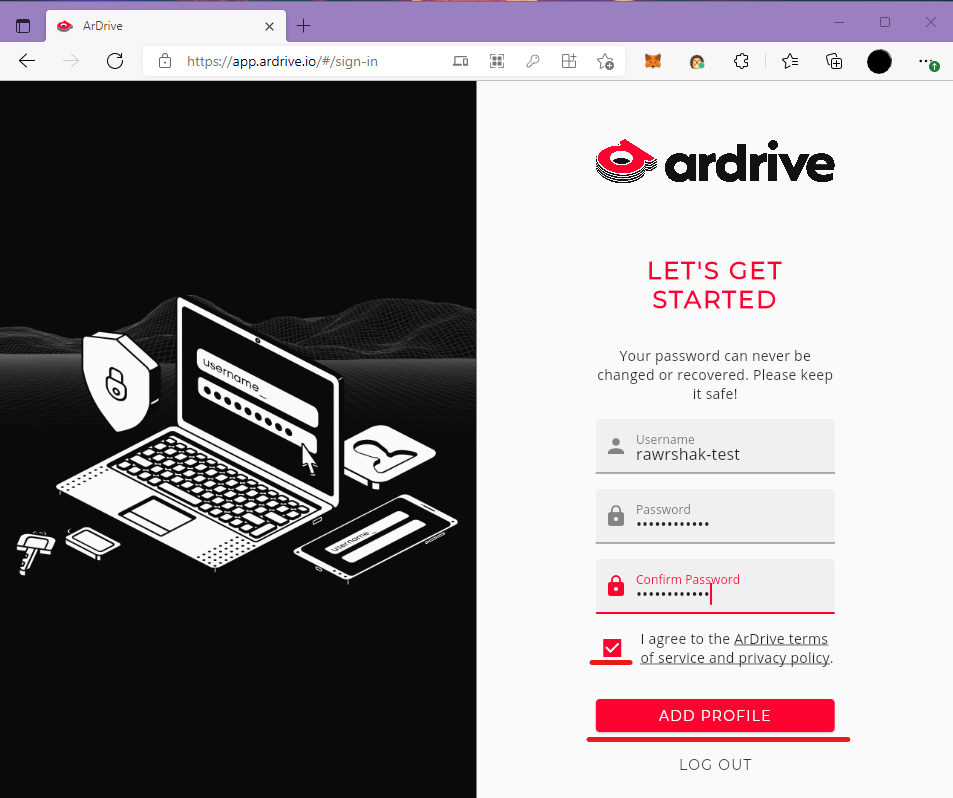 ArDrive
https://app.ardrive.io/#/sign-in
ardrive
LET'S GET
STARTED
Your password can never be
changed or recovered. Please keep
it safe!
username_
username_
Username
rawrshak-test
Password
••••••••••••
Confirm Password
••••••••••••
I agree to the ArDrive terms
of service and privacy policy.
ADD PROFILE
LOG OUT